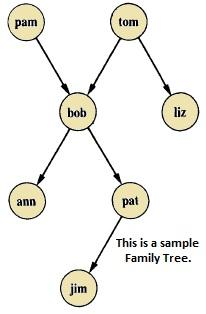 pam tom
bob liz
ann pat
This is a sample
Family Tree.
jim